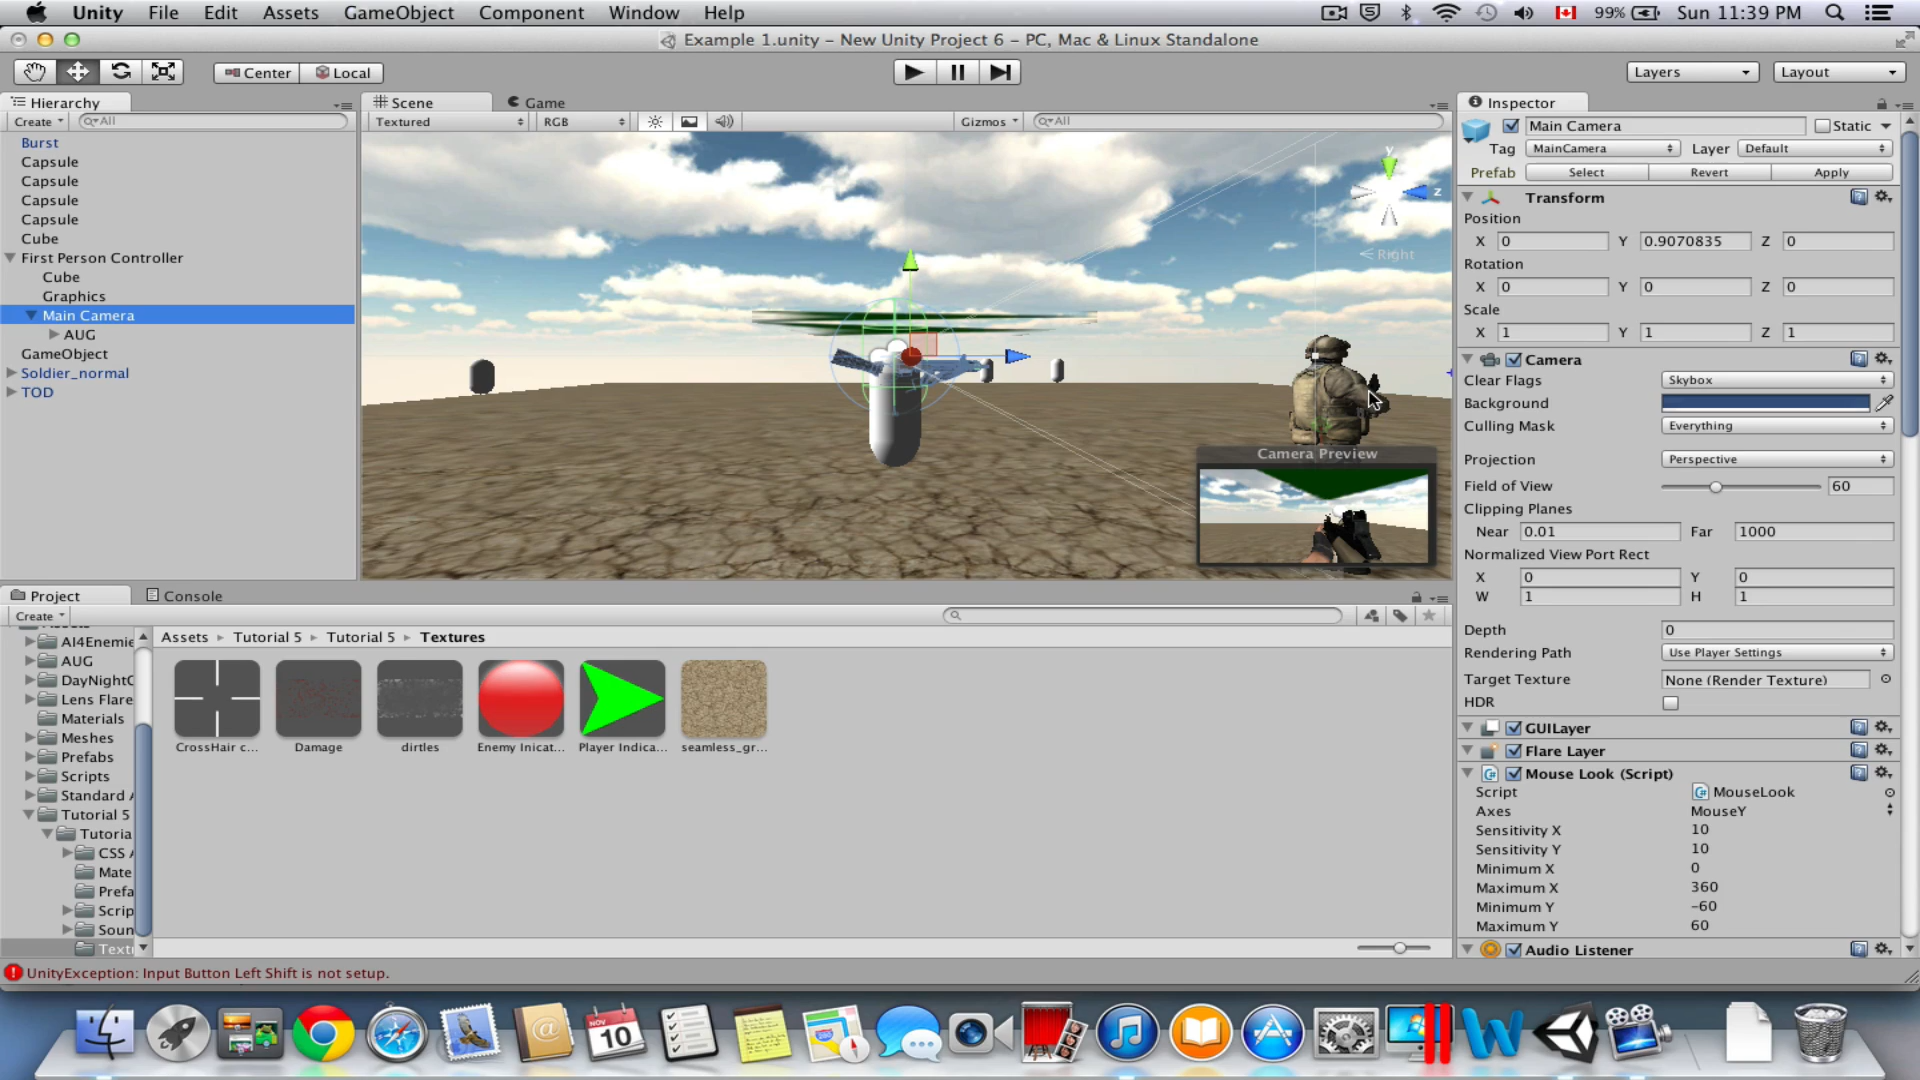 Unity File Edit Assets GameObject Component Window Help 99% Sun 11:39 PM
Example 1.unity – New Unity Project 6 – PC, Mac & Linux Standalone
Center Local Layers Layout
Hierarchy
Create All
Burst
Capsule
Capsule
Capsule
Capsule
Cube
First Person Controller
Cube
Graphics
Main Camera
AUG
GameObject
Soldier_normal
TOD
Scene Game
Textured RGB Gizmos All
y
z
Right
Camera Preview
Inspector
Main Camera Static
Tag MainCamera Layer Default
Prefab Select Revert Apply
Transform
Position
X 0 Y 0.9070835 Z 0
Rotation
X 0 Y 0 Z 0
Scale
X 1 Y 1 Z 1
Camera
Clear Flags Skybox
Background
Culling Mask Everything
Projection Perspective
Field of View 60
Clipping Planes
Near 0.01 Far 1000
Normalized View Port Rect
X 0 Y 0
W 1 H 1
Depth 0
Rendering Path Use Player Settings
Target Texture None (Render Texture)
HDR
GUILayer
Flare Layer
Mouse Look (Script)
Script MouseLook
Axes MouseY
Sensitivity X 10
Sensitivity Y 10
Minimum X 0
Maximum X 360
Minimum Y –60
Maximum Y 60
Audio Listener
Project Console
Create
AI4Enemie
AUG
DayNightC
Lens Flare
Materials
Meshes
Prefabs
Scripts
Standard A
Tutorial 5
Tutoria
CSS A
Mate
Prefa
Scrip
Soun
Text
Assets Tutorial 5 Tutorial 5 Textures
CrossHair c... Damage dirtles Enemy Inicat... Player Indica... seamless_gr...
UnityException: Input Button Left Shift is not setup.
NOV
10